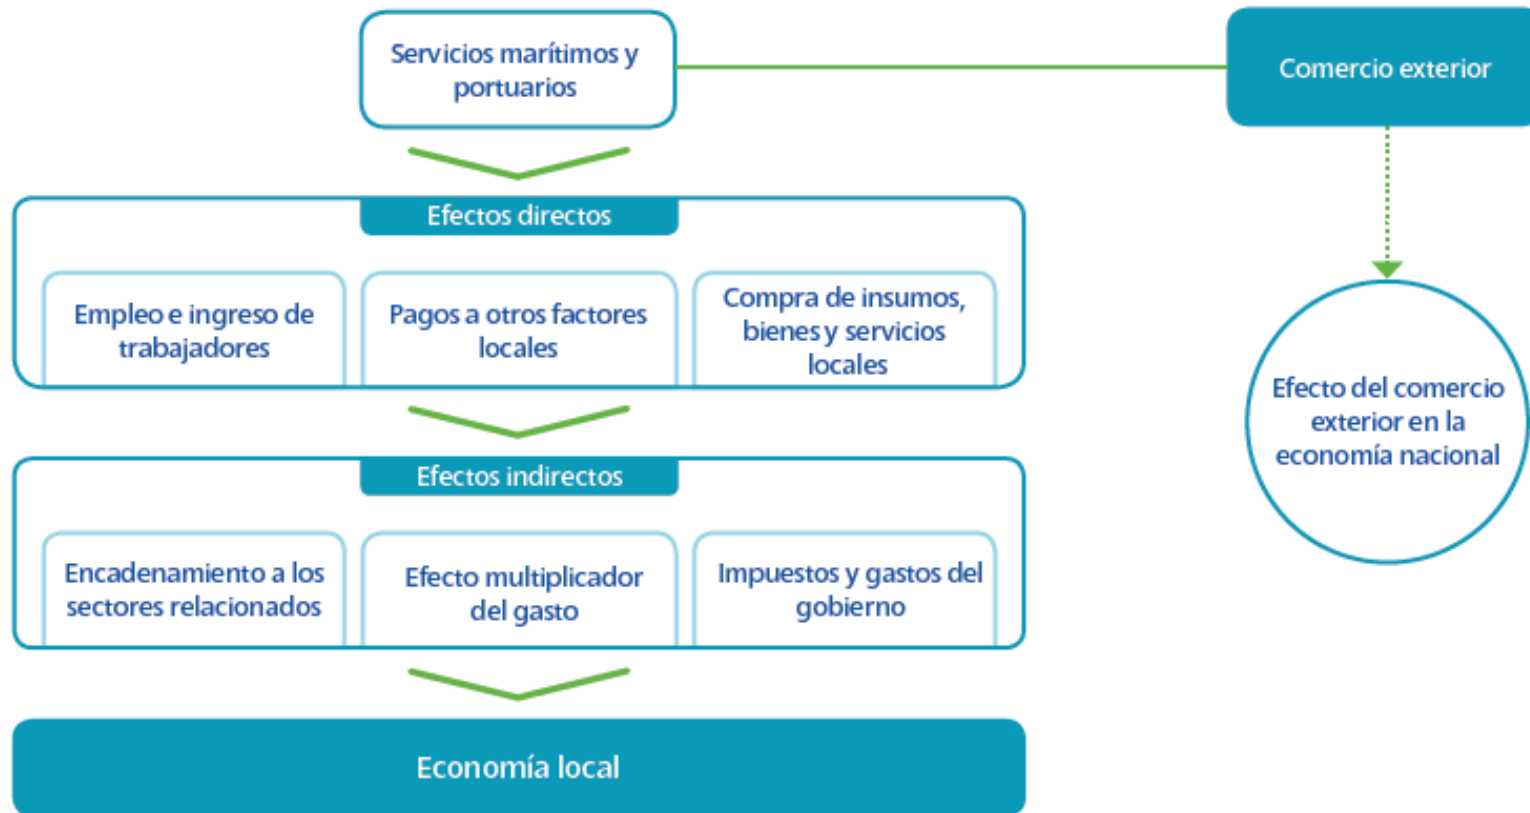 Servicios marítimos y
portuarios
Comercio exterior
Efectos directos
Empleo e ingreso de
trabajadores
Pagos a otros factores
locales
Compra de insumos,
bienes y servicios
locales
Efecto del comercio
exterior en la
economía nacional
Efectos indirectos
Encadenamiento a los
sectores relacionados
Efecto multiplicador
del gasto
Impuestos y gastos del
gobierno
Economía local